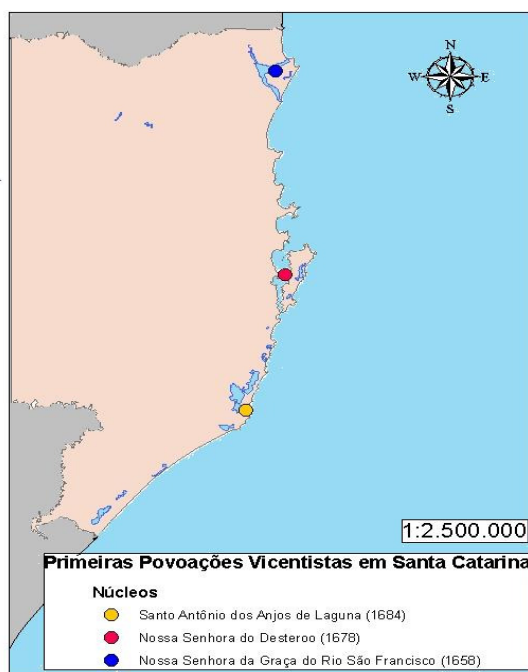 N
W E
S
1:2.500.000
Primeiras Povoações Vicentistas em Santa Catarina
Núcleos
Santo Antônio dos Anjos de Laguna (1684)
Nossa Senhora do Desteroo (1678)
Nossa Senhora da Graça do Rio São Francisco (1658)